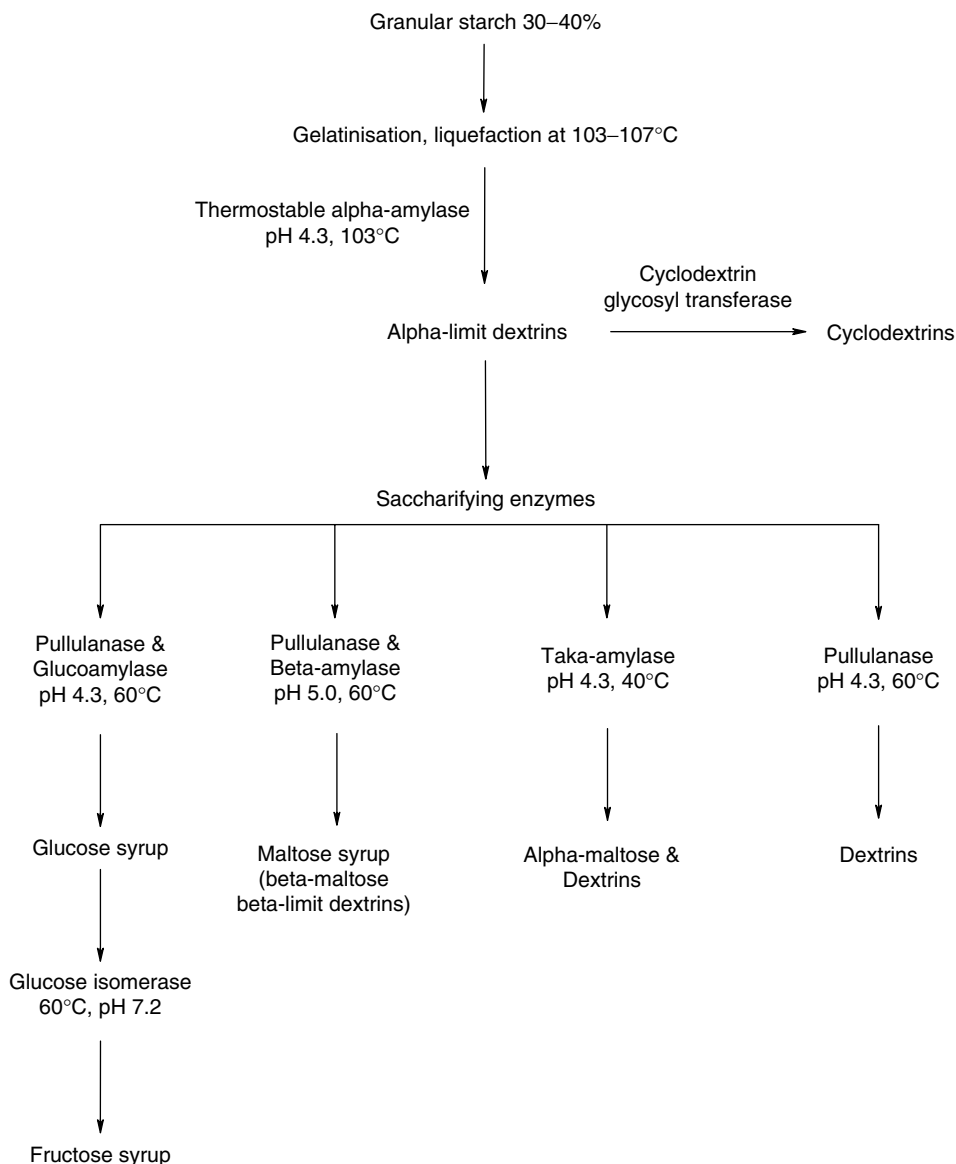 Granular starch 30–40%
Gelatinisation, liquefaction at 103–107°C
Thermostable alpha-amylase
pH 4.3, 103°C
Cyclodextrin
glycosyl transferase
Alpha-limit dextrins
Cyclodextrins
Saccharifying enzymes
Pullulanase &
Glucoamylase
pH 4.3, 60°C
Pullulanase &
Beta-amylase
pH 5.0, 60°C
Taka-amylase
pH 4.3, 40°C
Pullulanase
pH 4.3, 60°C
Glucose syrup
Maltose syrup
(beta-maltose
beta-limit dextrins)
Alpha-maltose &
Dextrins
Dextrins
Glucose isomerase
60°C, pH 7.2
Fructose syrup